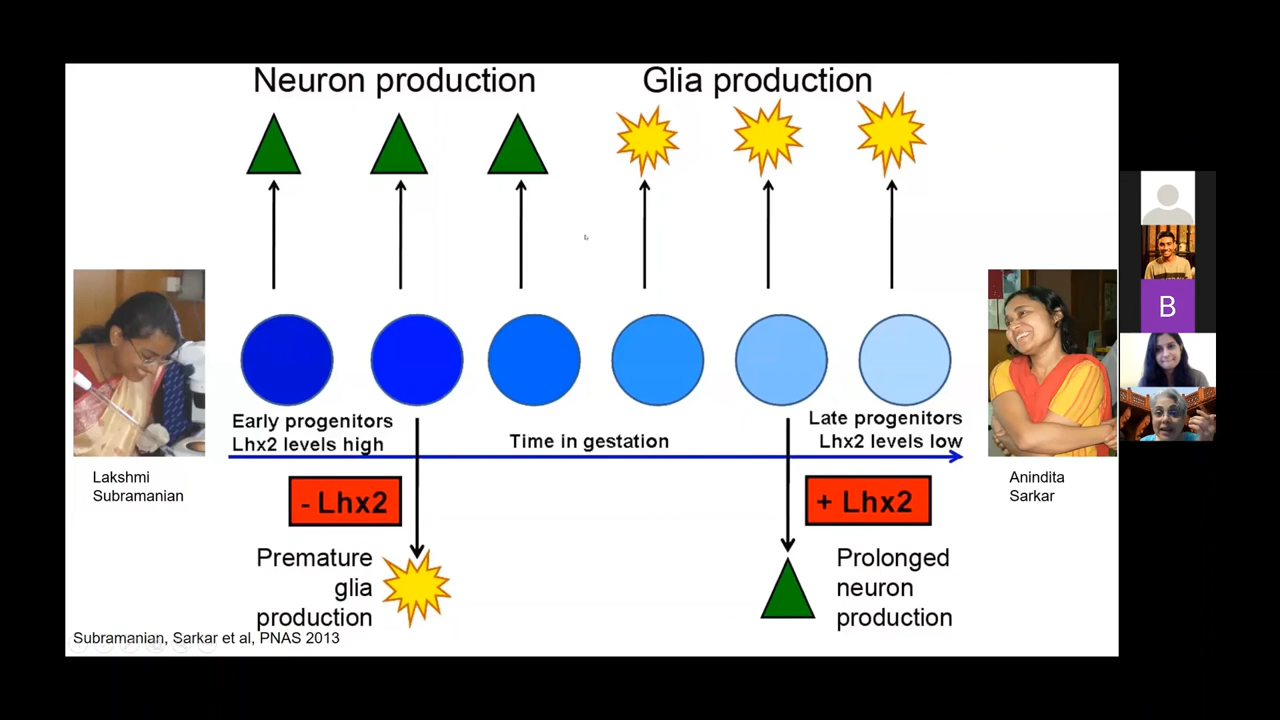 Neuron production
Glia production
Early progenitors
Lhx2 levels high
Time in gestation
Late progenitors
Lhx2 levels low
Lakshmi
Subramanian
Anindita
Sarkar
- Lhx2
+ Lhx2
Premature
glia
production
Prolonged
neuron
production
Subramanian, Sarkar et al, PNAS 2013
B